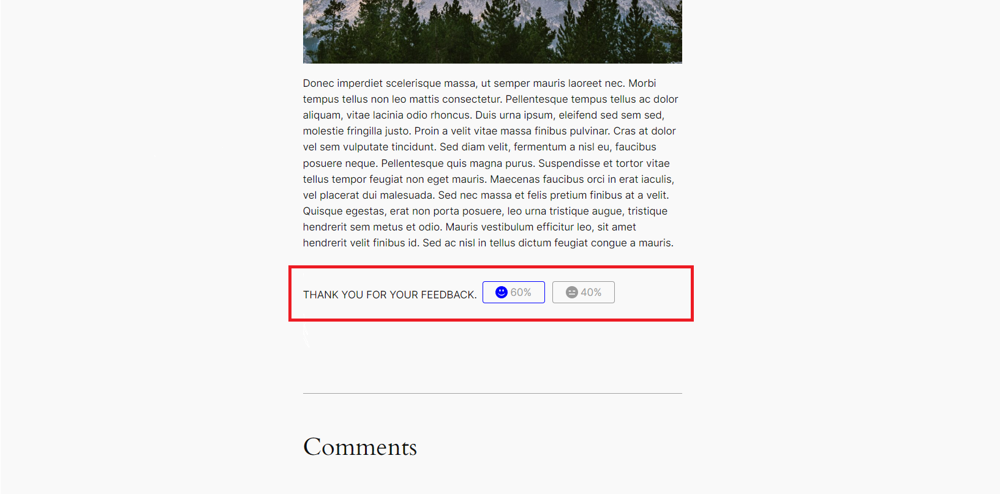 Donec imperdiet scelerisque massa, ut semper mauris laoreet nec. Morbi
tempus tellus non leo mattis consectetur. Pellentesque tempus tellus ac dolor
aliquam, vitae lacinia odio rhoncus. Duis urna ipsum, eleifend sed sem sed,
molestie fringilla justo. Proin a velit vitae massa finibus pulvinar. Cras at dolor
vel sem vulputate tincidunt. Sed diam velit, fermentum a nisl eu, faucibus
posuere neque. Pellentesque quis magna purus. Suspendisse et tortor vitae
tellus tempor feugiat non eget mauris. Maecenas faucibus orci in erat iaculis,
vel placerat dui malesuada. Sed nec massa et felis pretium finibus at a velit.
Quisque egestas, erat non porta posuere, leo urna tristique augue, tristique
hendrerit sem metus et odio. Mauris vestibulum efficitur leo, sit amet
hendrerit velit finibus id. Sed ac nisl in tellus dictum feugiat congue a mauris.
THANK YOU FOR YOUR FEEDBACK. 60% 40%
Comments